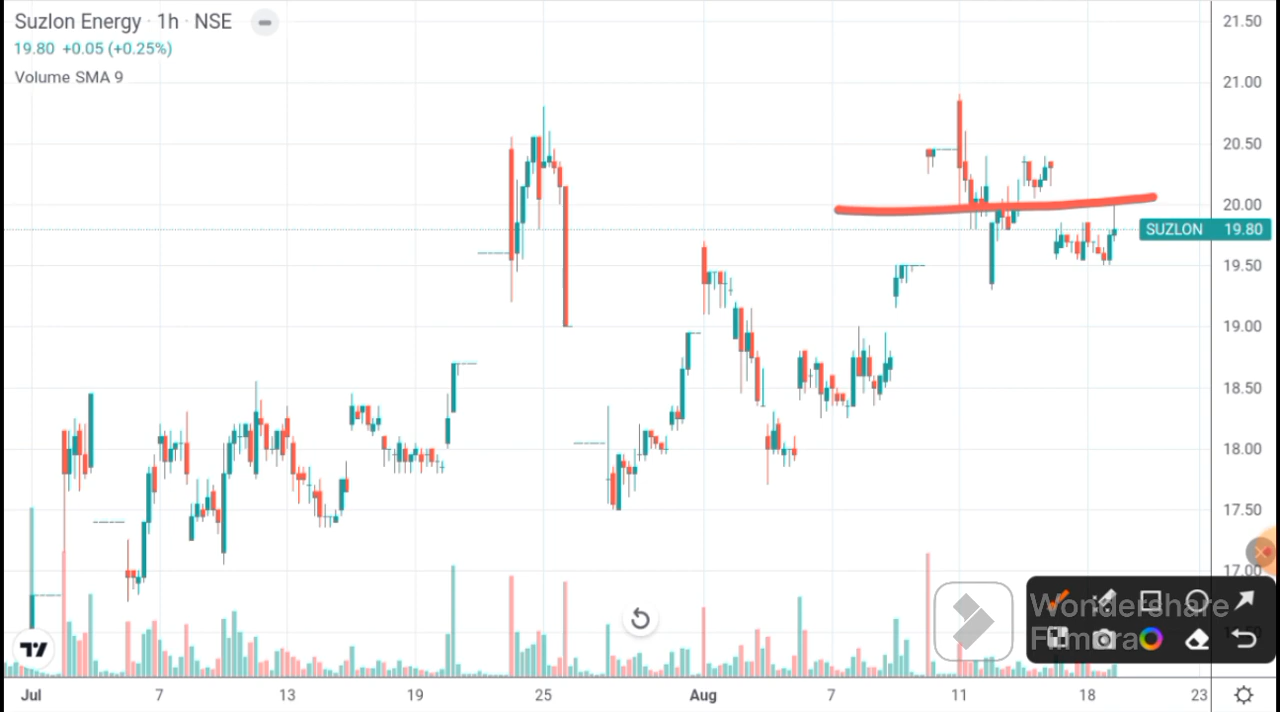 Suzlon Energy · 1h · NSE
19.80 +0.05 (+0.25%)
Volume SMA 9
21.50
21.00
20.50
20.00
SUZLON 19.80
19.50
19.00
18.50
18.00
17.50
17.00
Wondershare
Filmora
Jul 7 13 19 25 Aug 7 11 18 23